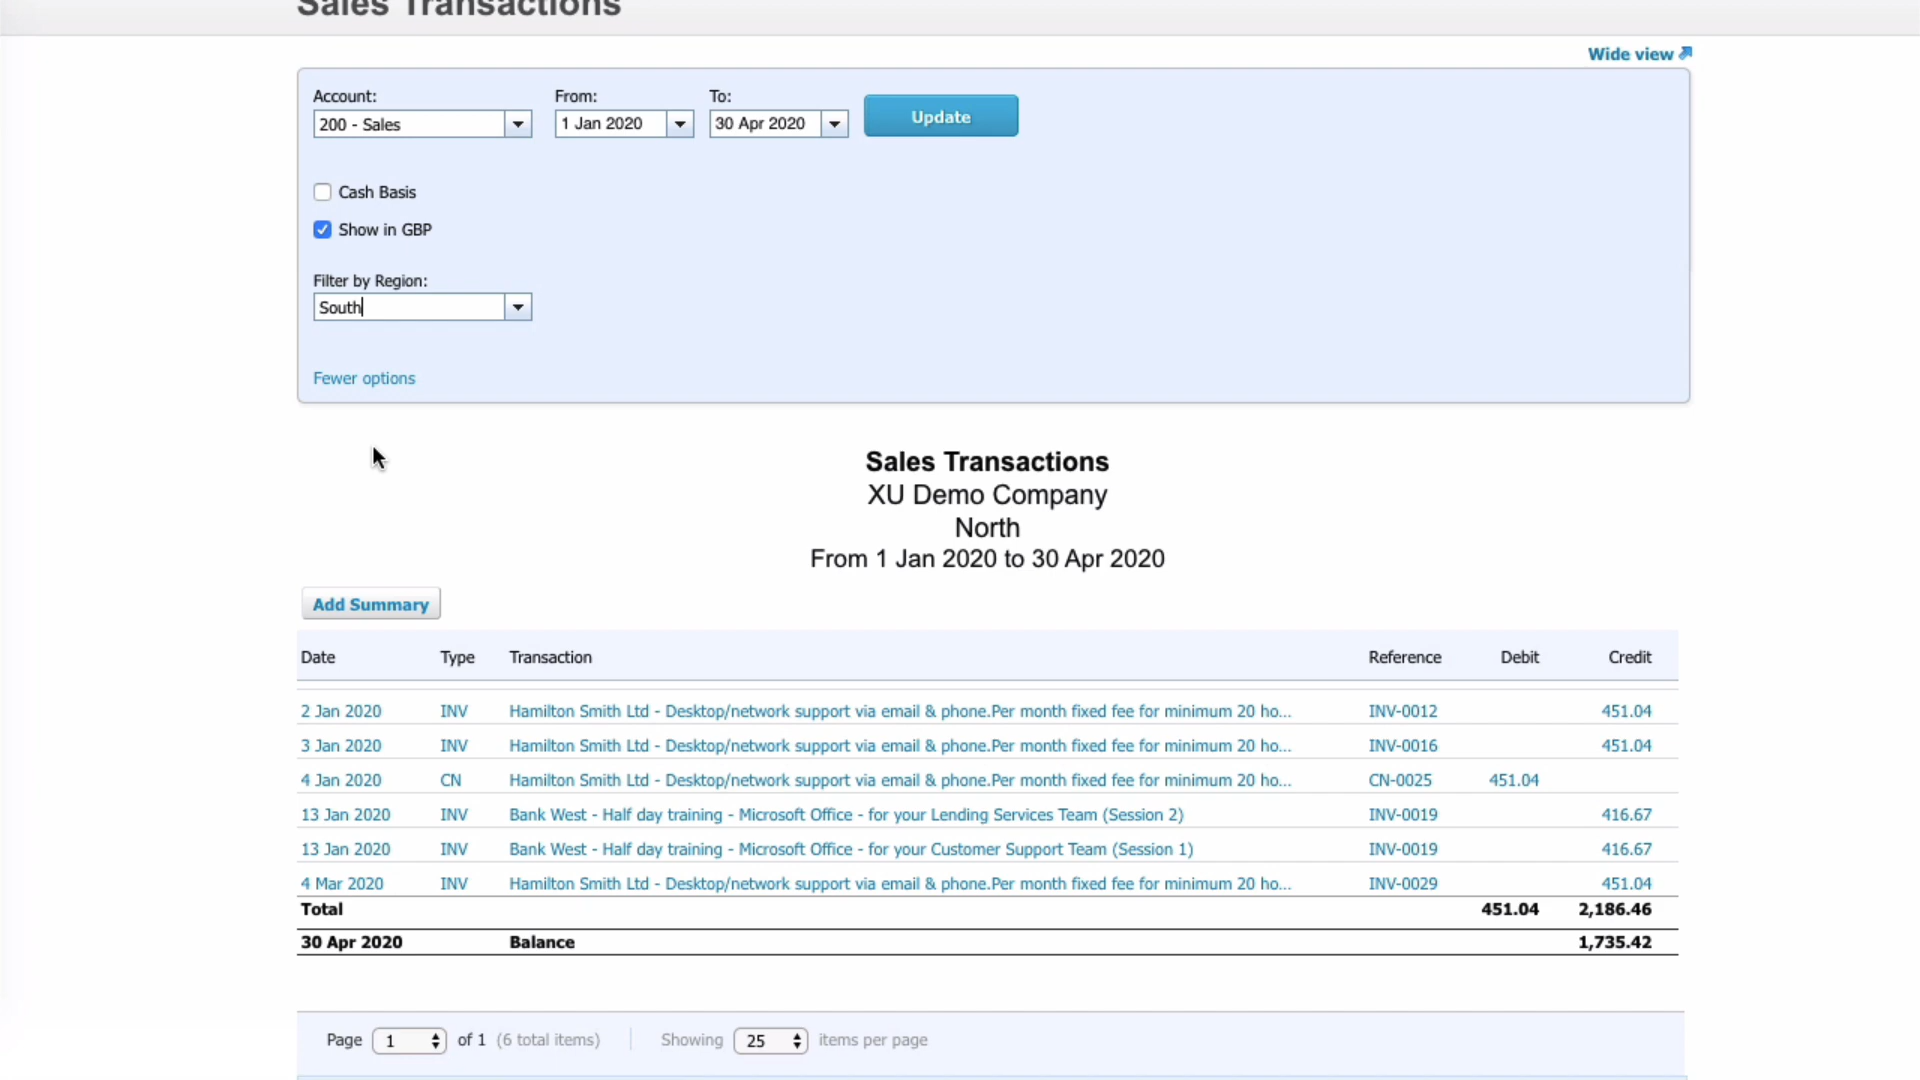 Sales Transactions
Wide view
Account: From: To:
200 - Sales 1 Jan 2020 30 Apr 2020 Update
Cash Basis
Show in GBP
Filter by Region:
South
Fewer options
Sales Transactions
XU Demo Company
North
From 1 Jan 2020 to 30 Apr 2020
Add Summary
Date Type Transaction Reference Debit Credit
2 Jan 2020 INV Hamilton Smith Ltd - Desktop/network support via email & phone.Per month fixed fee for minimum 20 ho... INV-0012 451.04
3 Jan 2020 INV Hamilton Smith Ltd - Desktop/network support via email & phone.Per month fixed fee for minimum 20 ho... INV-0016 451.04
4 Jan 2020 CN Hamilton Smith Ltd - Desktop/network support via email & phone.Per month fixed fee for minimum 20 ho... CN-0025 451.04
13 Jan 2020 INV Bank West - Half day training - Microsoft Office - for your Lending Services Team (Session 2) INV-0019 416.67
13 Jan 2020 INV Bank West - Half day training - Microsoft Office - for your Customer Support Team (Session 1) INV-0019 416.67
4 Mar 2020 INV Hamilton Smith Ltd - Desktop/network support via email & phone.Per month fixed fee for minimum 20 ho... INV-0029 451.04
Total 451.04 2,186.46
30 Apr 2020 Balance 1,735.42
Page 1 of 1 (6 total items) Showing 25 items per page